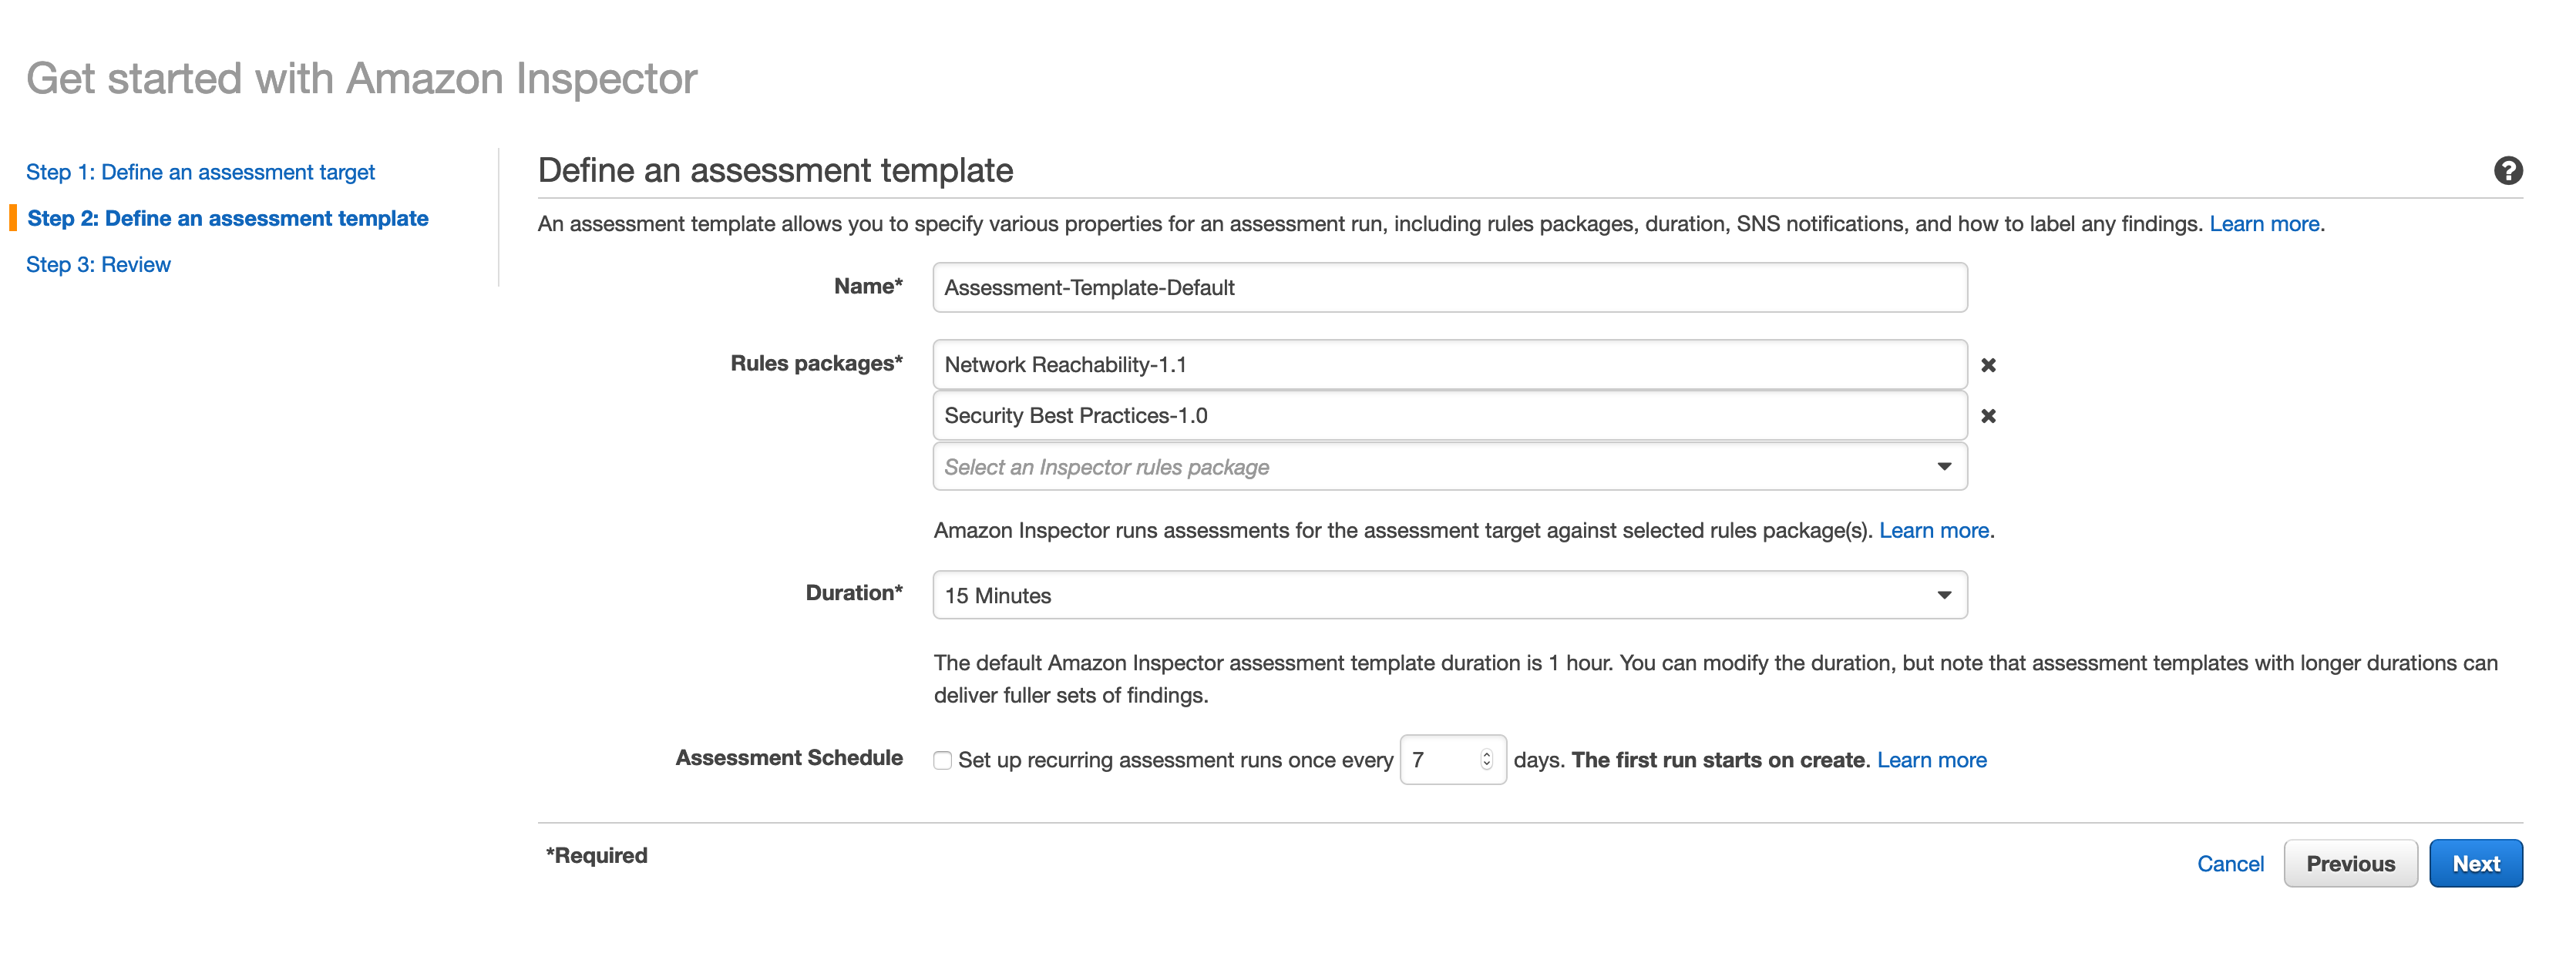 Get started with Amazon Inspector
Step 1: Define an assessment target
Step 2: Define an assessment template
Step 3: Review
Define an assessment template
An assessment template allows you to specify various properties for an assessment run, including rules packages, duration, SNS notifications, and how to label any findings. Learn more.
Name* Assessment-Template-Default
Rules packages* Network Reachability-1.1
Security Best Practices-1.0
Select an Inspector rules package
Amazon Inspector runs assessments for the assessment target against selected rules package(s). Learn more.
Duration* 15 Minutes
The default Amazon Inspector assessment template duration is 1 hour. You can modify the duration, but note that assessment templates with longer durations can
deliver fuller sets of findings.
Assessment Schedule Set up recurring assessment runs once every 7 days. The first run starts on create. Learn more
*Required Cancel Previous Next